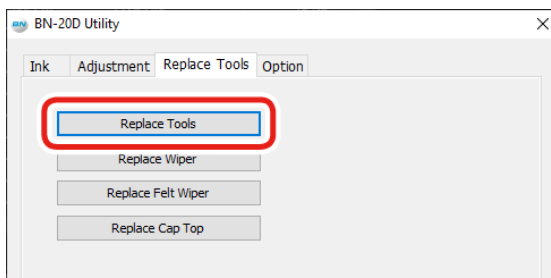 BN-20D Utility
Ink Adjustment Replace Tools Option
Replace Tools
Replace Wiper
Replace Felt Wiper
Replace Cap Top